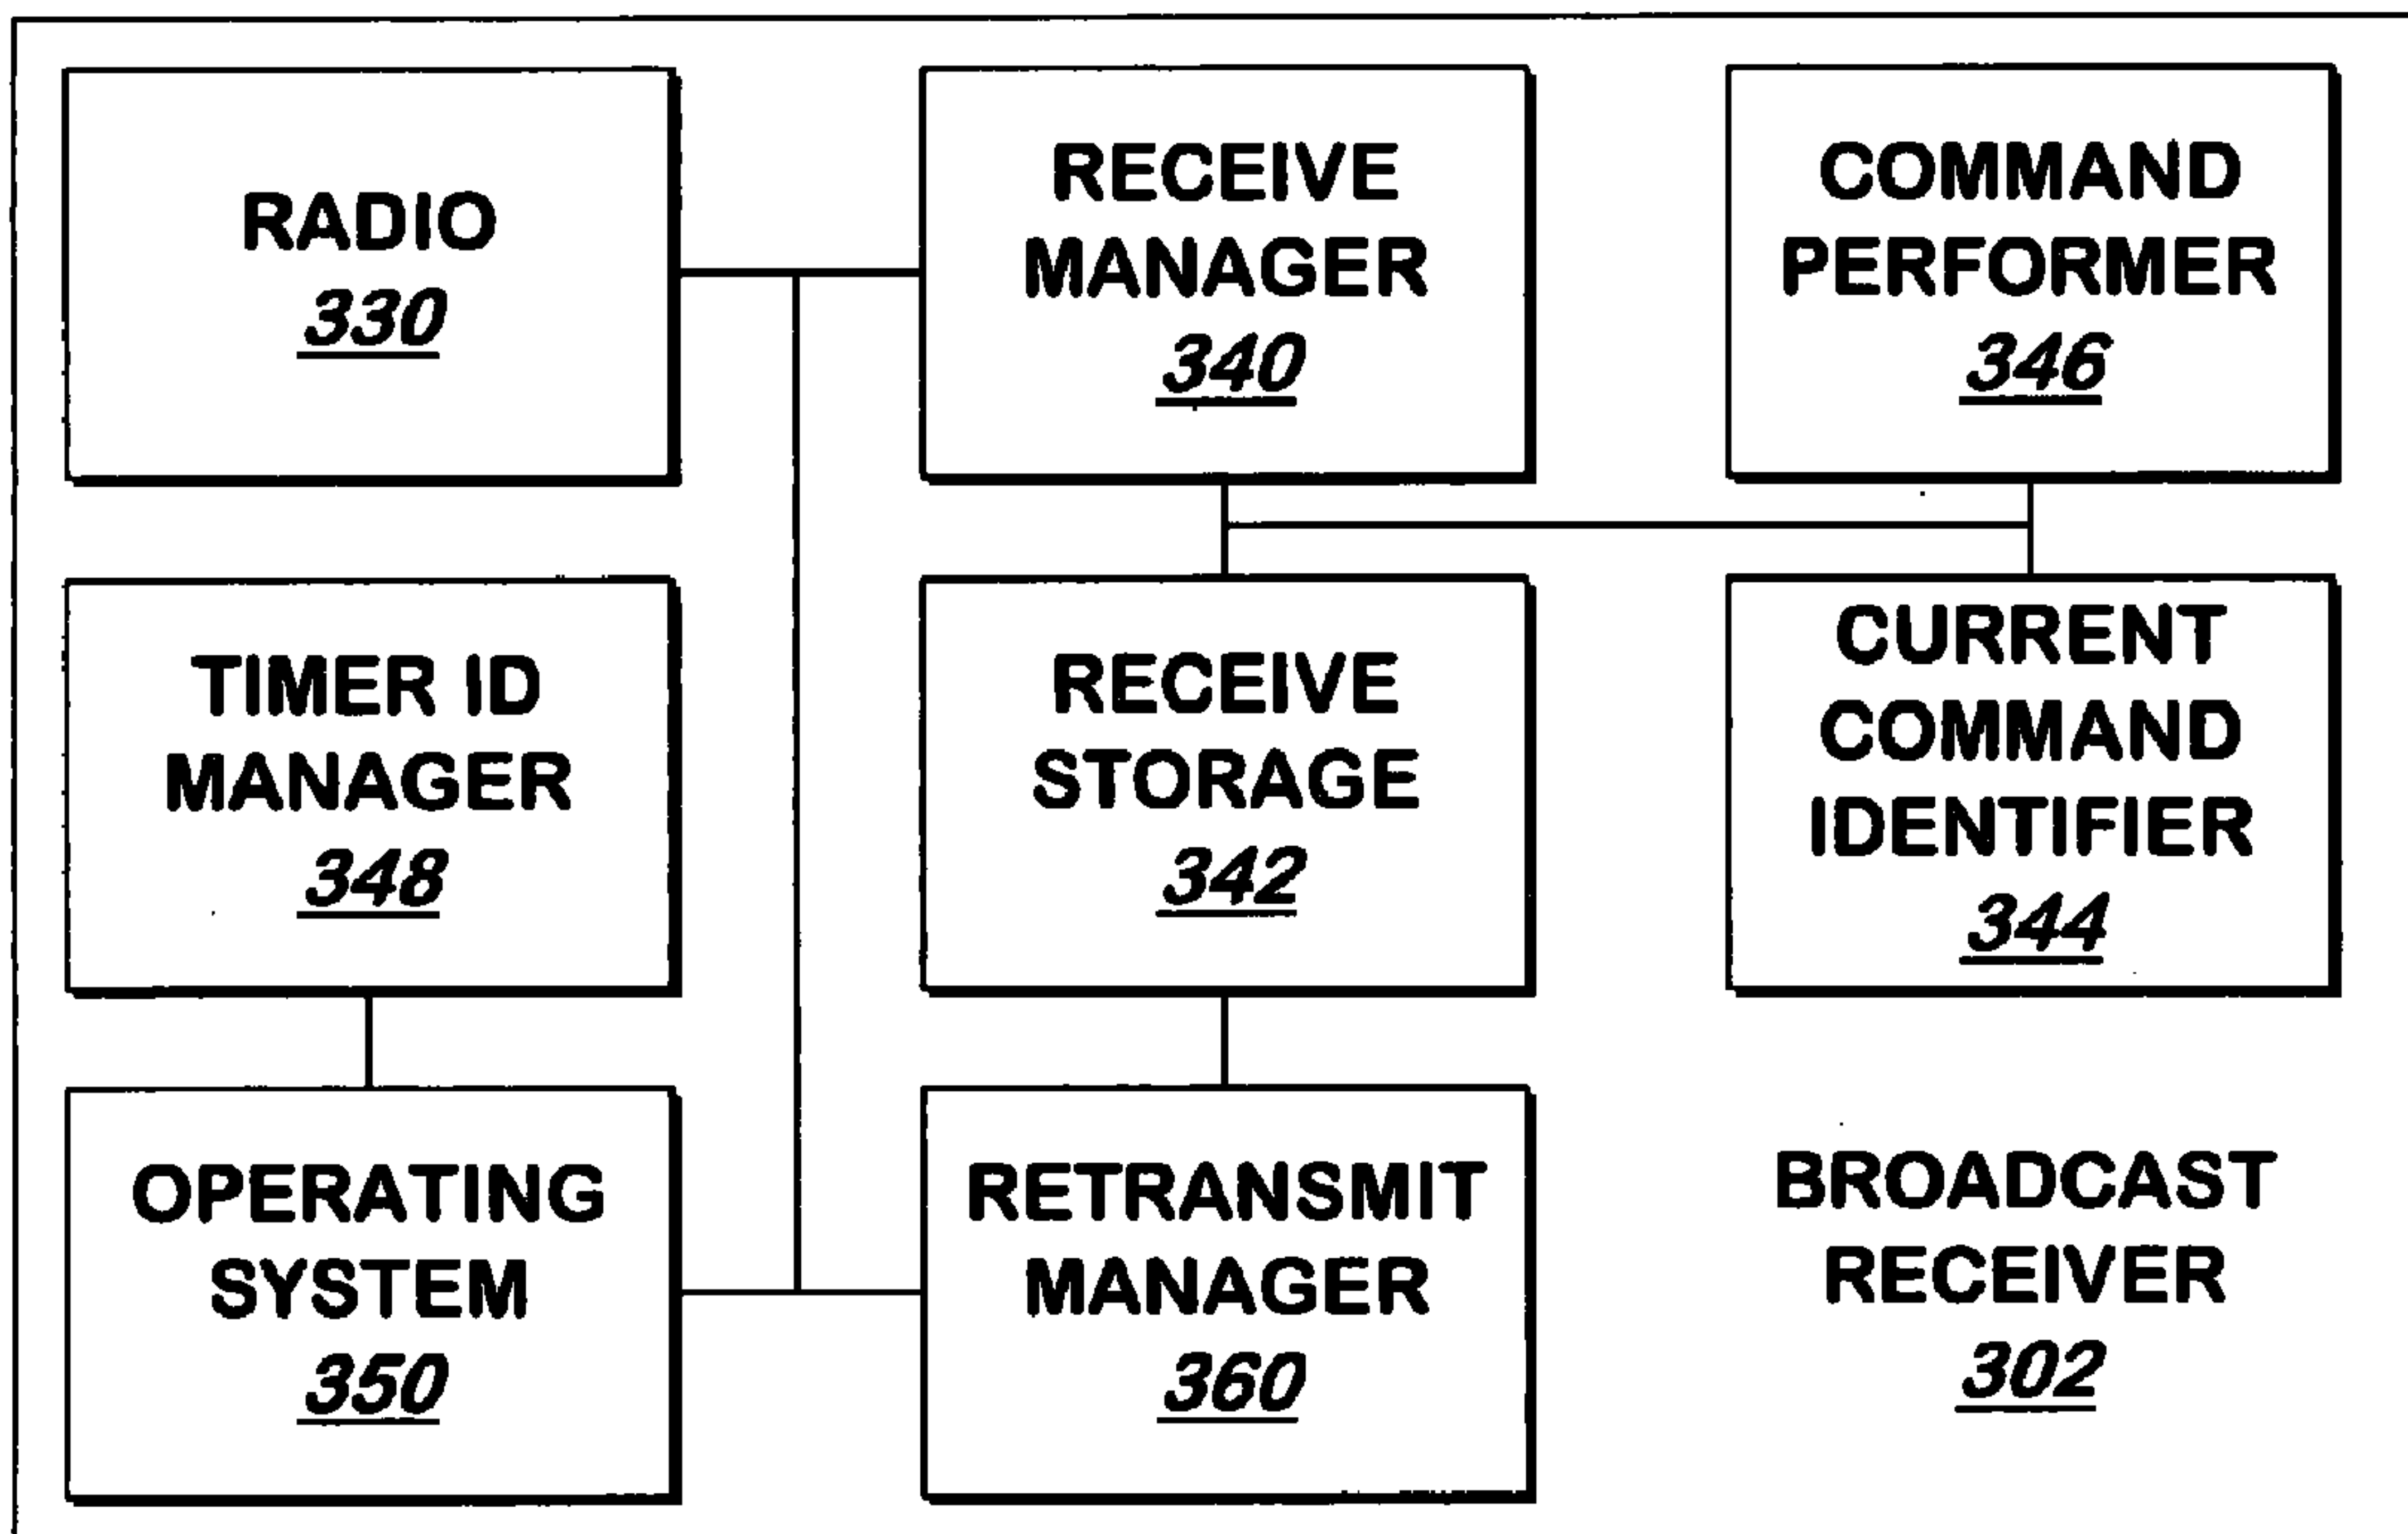 RADIO
330
RECEIVE
MANAGER
340
COMMAND
PERFORMER
346
TIMER ID
MANAGER
348
RECEIVE
STORAGE
342
CURRENT
COMMAND
IDENTIFIER
344
OPERATING
SYSTEM
350
RETRANSMIT
MANAGER
360
BROADCAST
RECEIVER
302